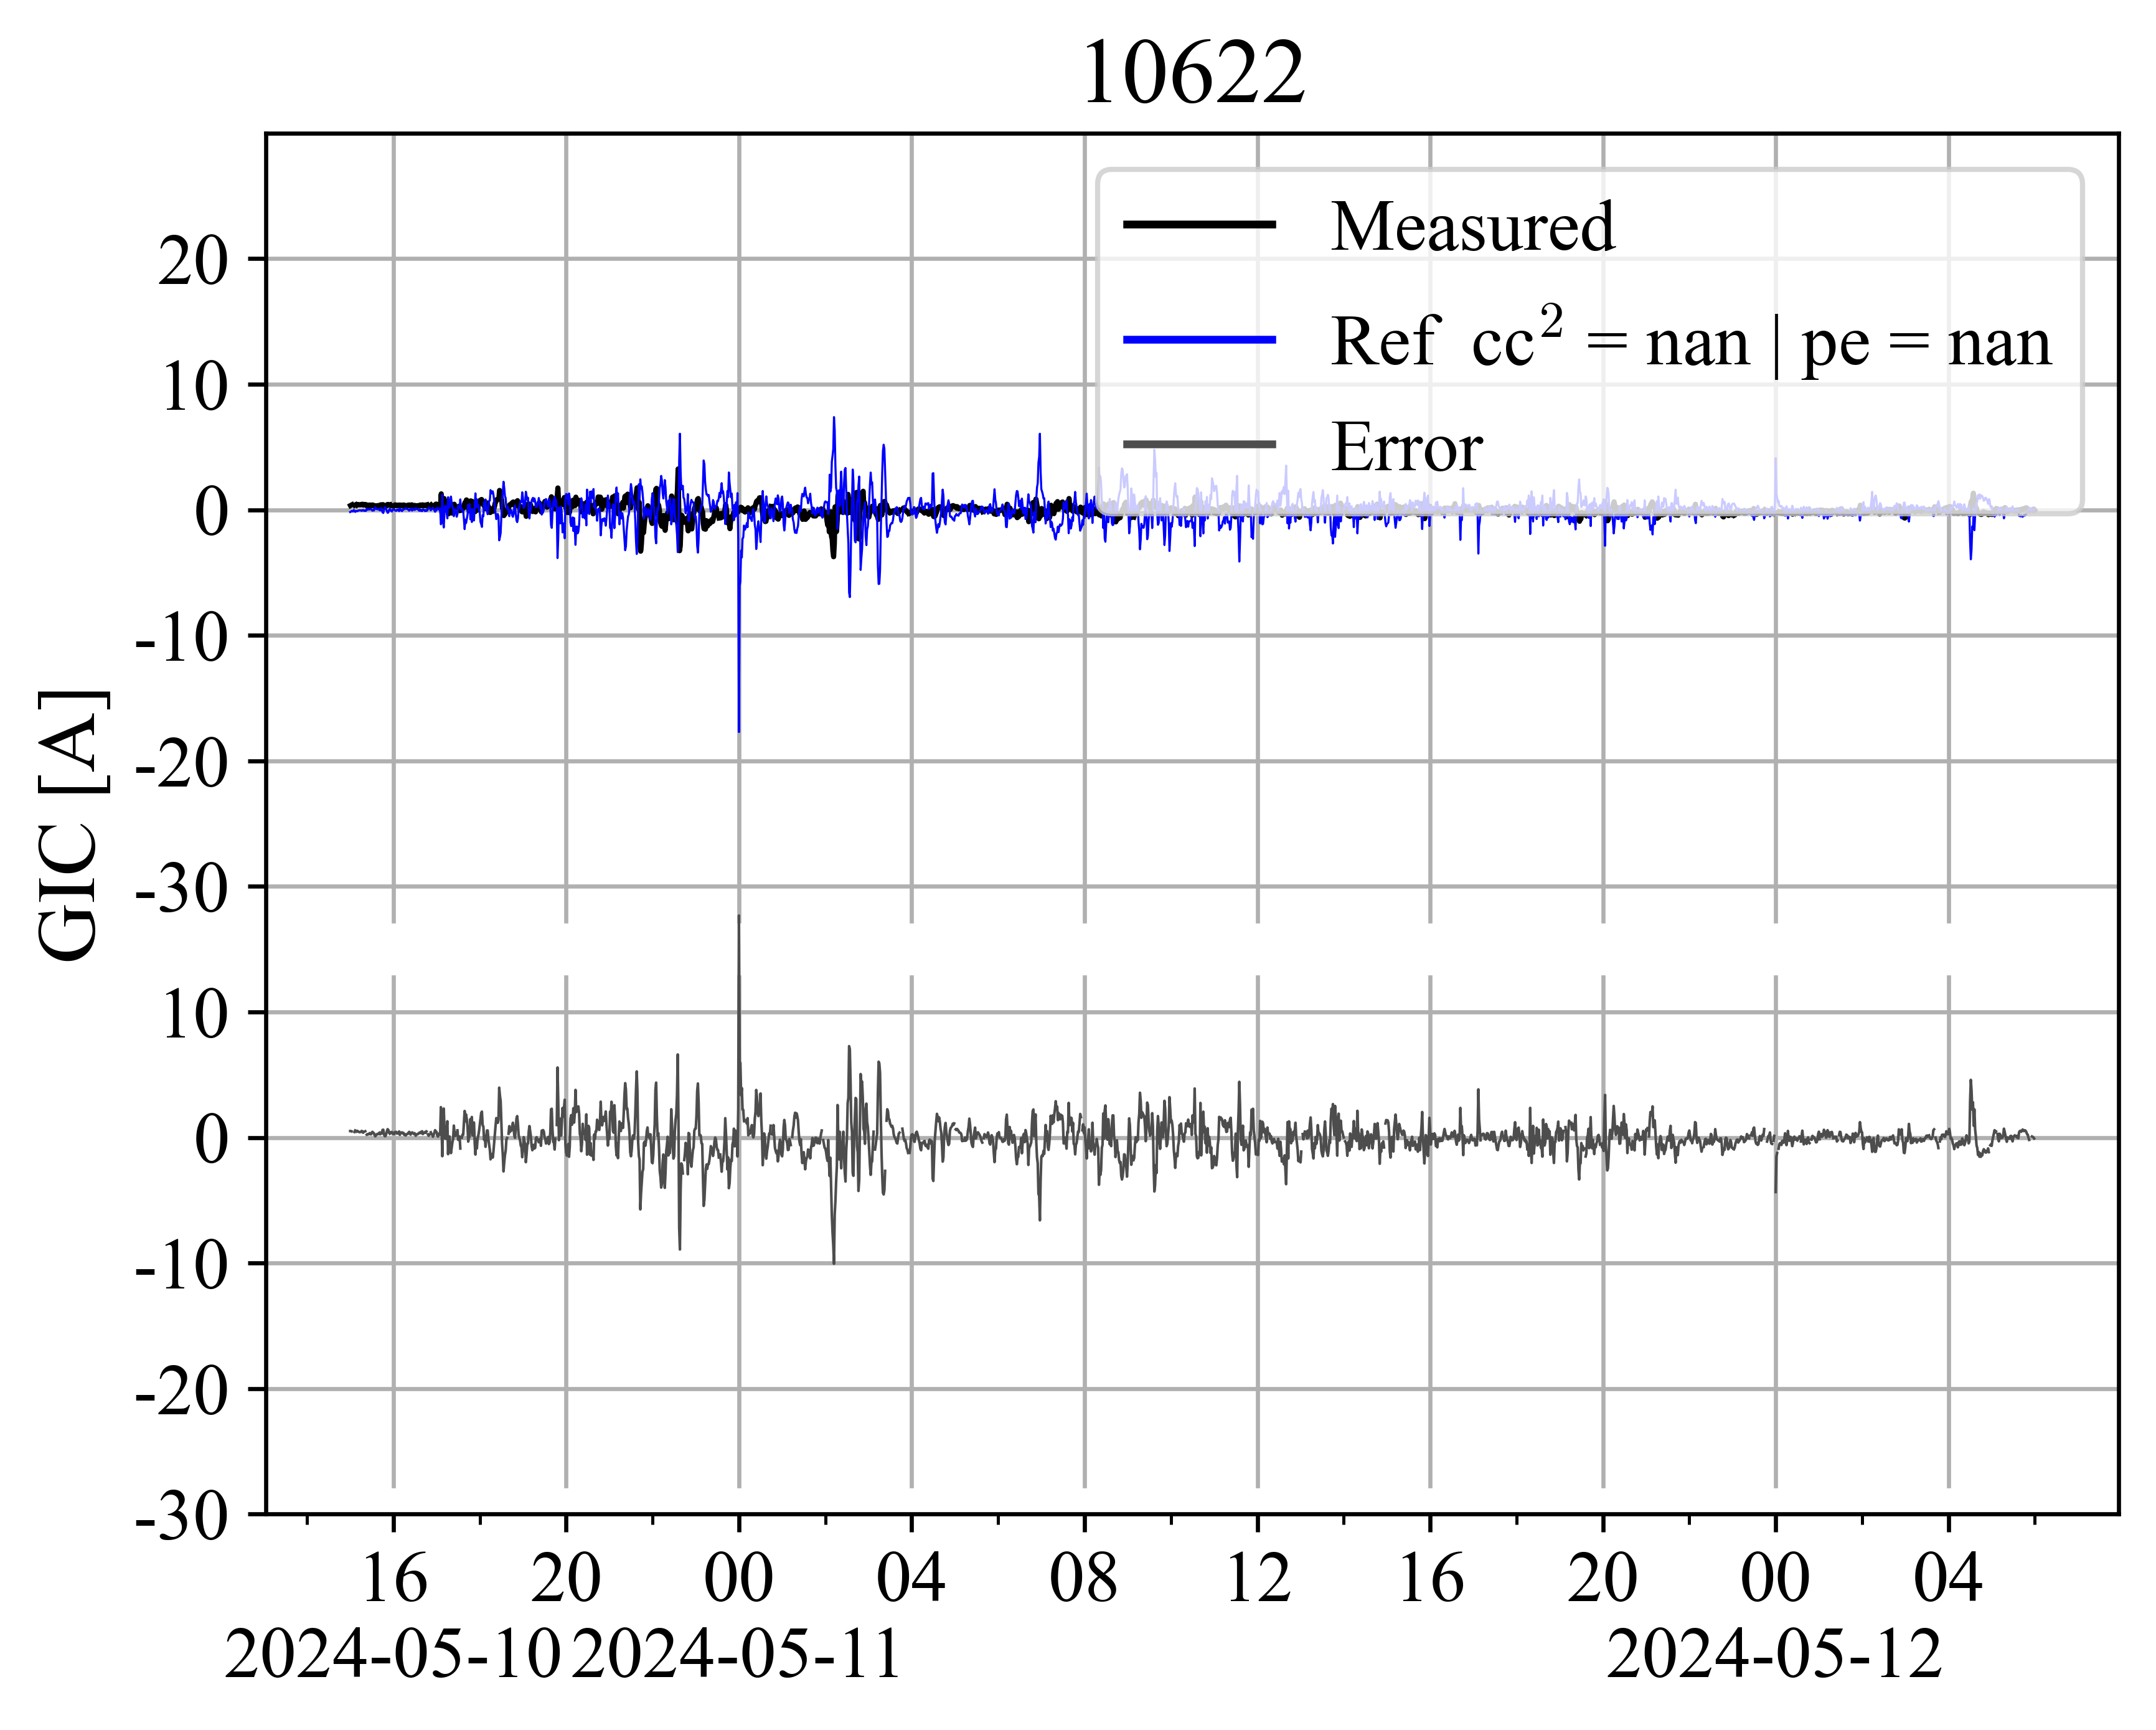 10622
Measured
Ref cc² = nan | pe = nan
Error
GIC [A]
20
10
0
-10
-20
-30
10
0
-10
-20
-30
16 20 00 04 08 12 16 20 00 04
2024-05-10 2024-05-11 2024-05-12